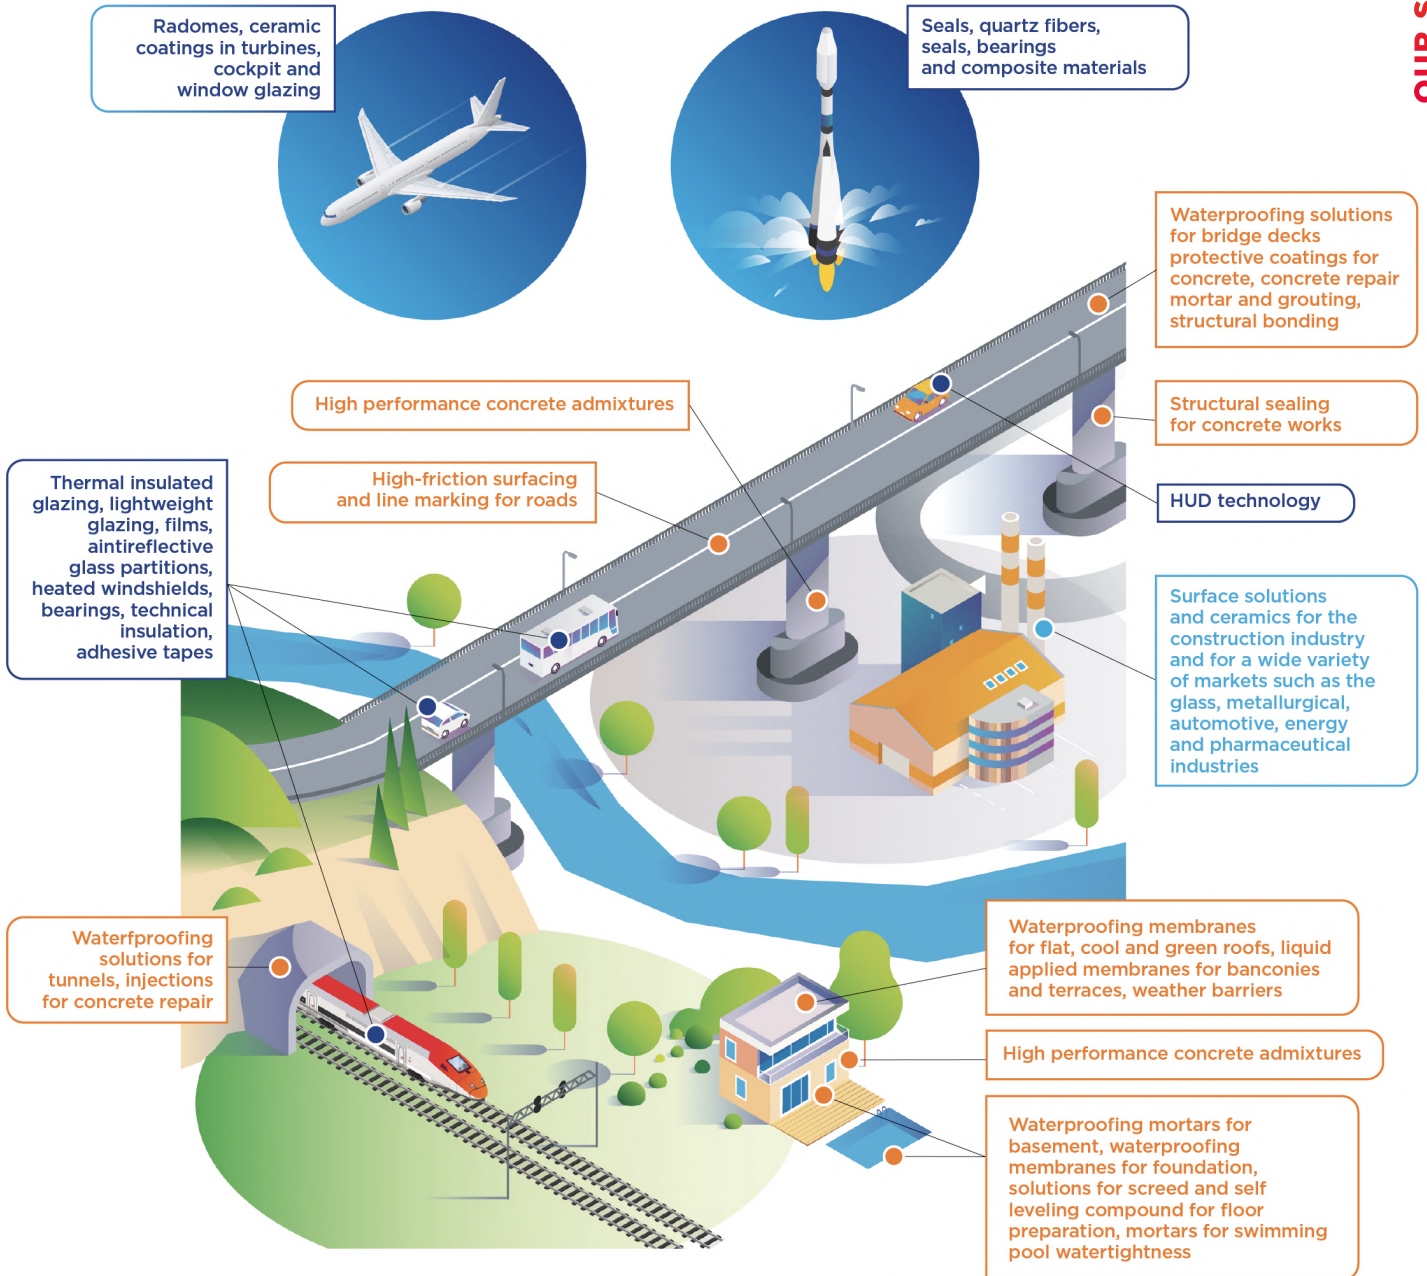 Radomes, ceramic
coatings in turbines,
cockpit and
window glazing
Seals, quartz fibers,
seals, bearings
and composite materials
OUR S
Waterproofing solutions
for bridge decks
protective coatings for
concrete, concrete repair
mortar and grouting,
structural bonding
High performance concrete admixtures
Structural sealing
for concrete works
High-friction surfacing
and line marking for roads
Thermal insulated
glazing, lightweight
glazing, films,
aintireflective
glass partitions,
heated windshields,
bearings, technical
insulation,
adhesive tapes
HUD technology
Surface solutions
and ceramics for the
construction industry
and for a wide variety
of markets such as the
glass, metallurgical,
automotive, energy
and pharmaceutical
industries
Waterfproofing
solutions for
tunnels, injections
for concrete repair
Waterproofing membranes
for flat, cool and green roofs, liquid
applied membranes for banconies
and terraces, weather barriers
High performance concrete admixtures
Waterproofing mortars for
basement, waterproofing
membranes for foundation,
solutions for screed and self
leveling compound for floor
preparation, mortars for swimming
pool watertightness